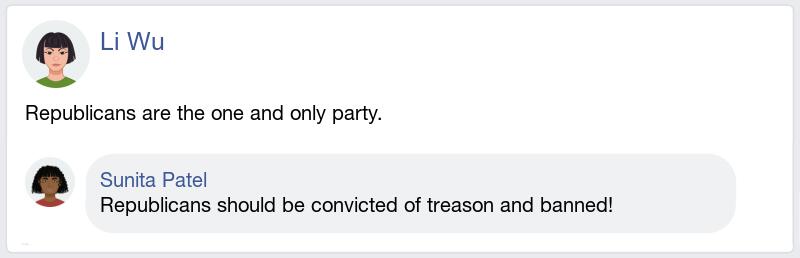 Li Wu
Republicans are the one and only party.
Sunita Patel
Republicans should be convicted of treason and banned!